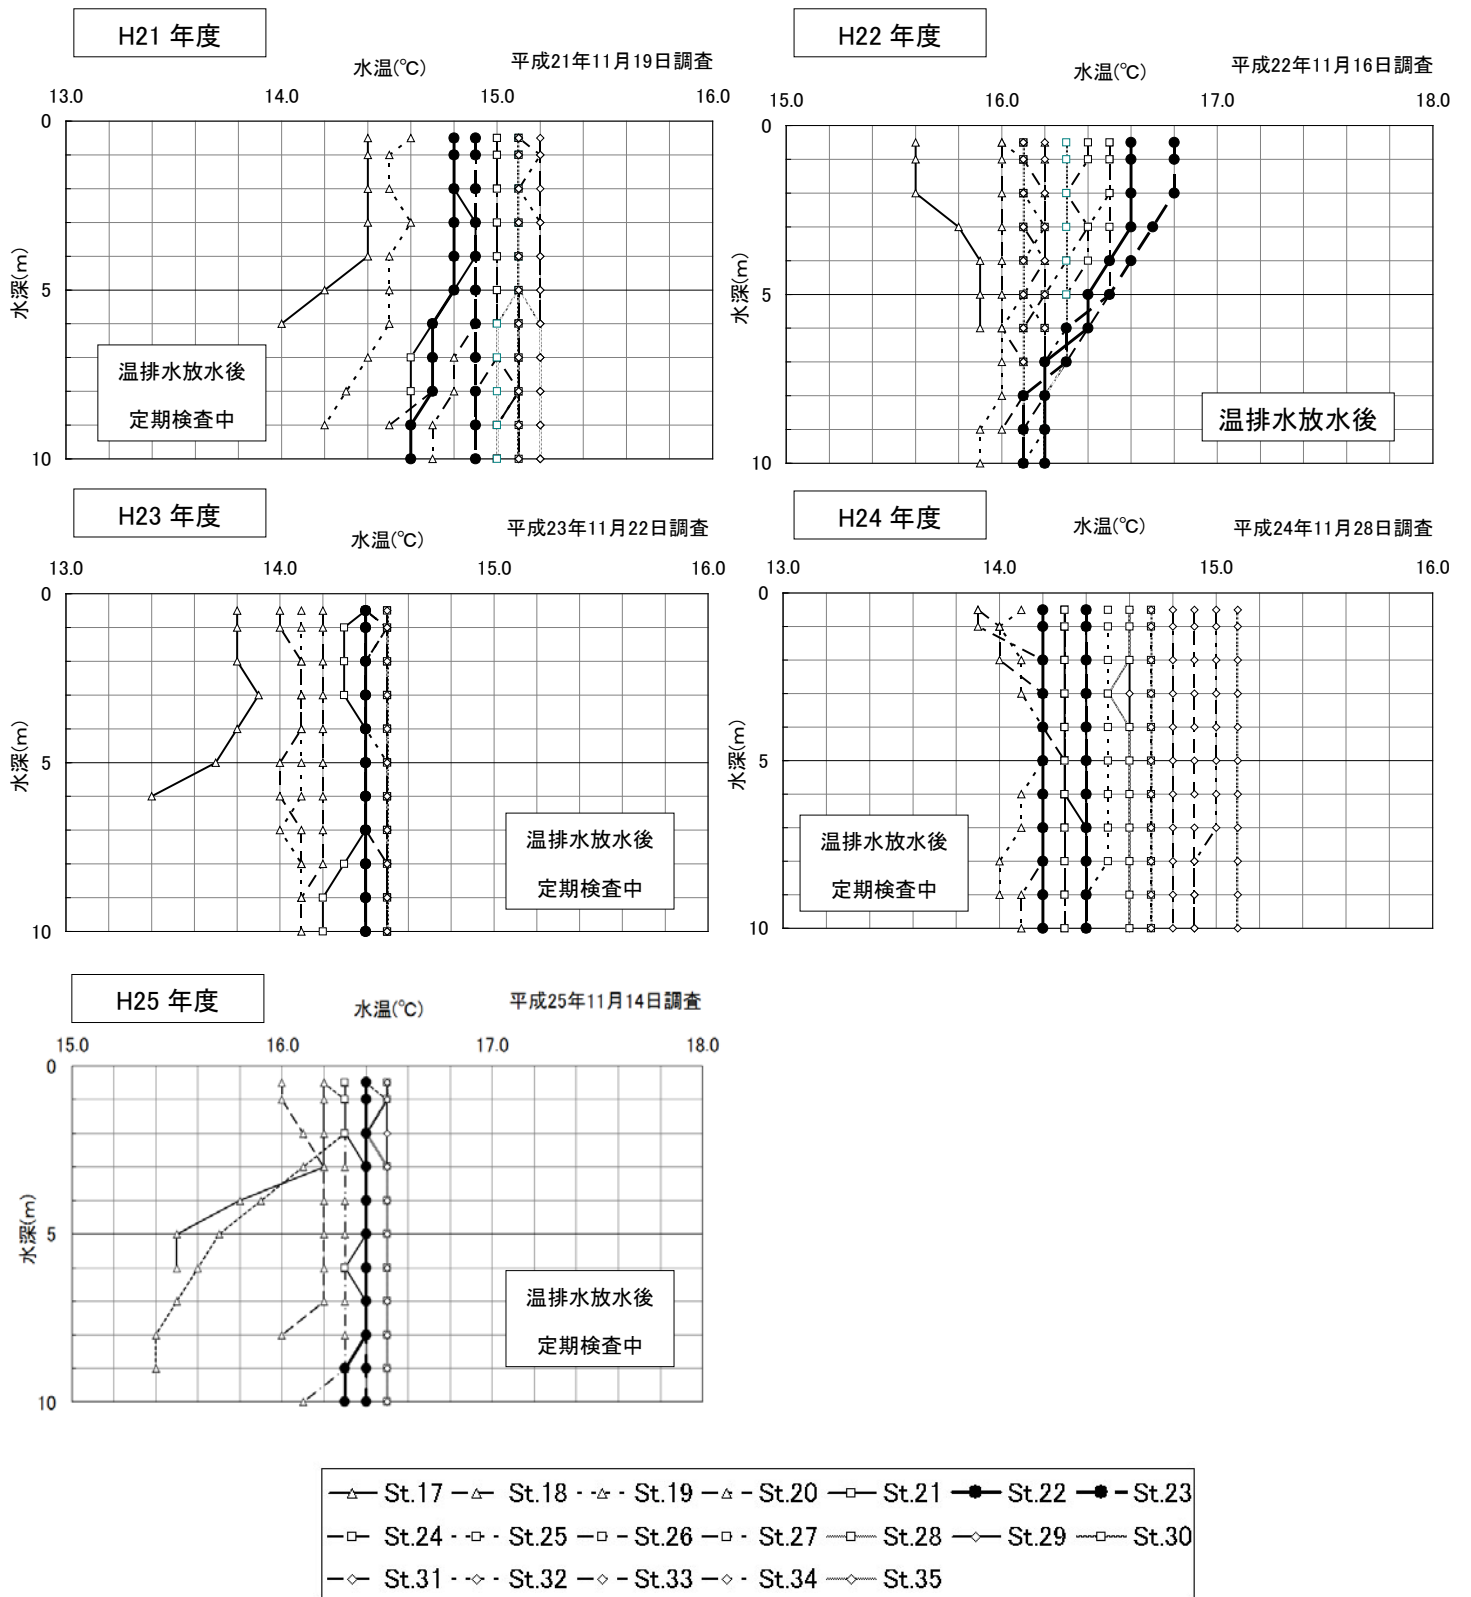 H21 年度
水温(℃)
平成21年11月19日調査
13.0 14.0 15.0 16.0
0
5
10
水深(m)
温排水放水後
定期検査中
H22 年度
水温(℃)
平成22年11月16日調査
15.0 16.0 17.0 18.0
0
5
10
水深(m)
温排水放水後
H23 年度
水温(℃)
平成23年11月22日調査
13.0 14.0 15.0 16.0
0
5
10
水深(m)
温排水放水後
定期検査中
H24 年度
水温(℃)
平成24年11月28日調査
13.0 14.0 15.0 16.0
0
5
10
水深(m)
温排水放水後
定期検査中
H25 年度
水温(℃)
平成25年11月14日調査
15.0 16.0 17.0 18.0
0
5
10
水深(m)
温排水放水後
定期検査中
St.17 St.18 St.19 St.20 St.21 St.22 St.23
St.24 St.25 St.26 St.27 St.28 St.29 St.30
St.31 St.32 St.33 St.34 St.35